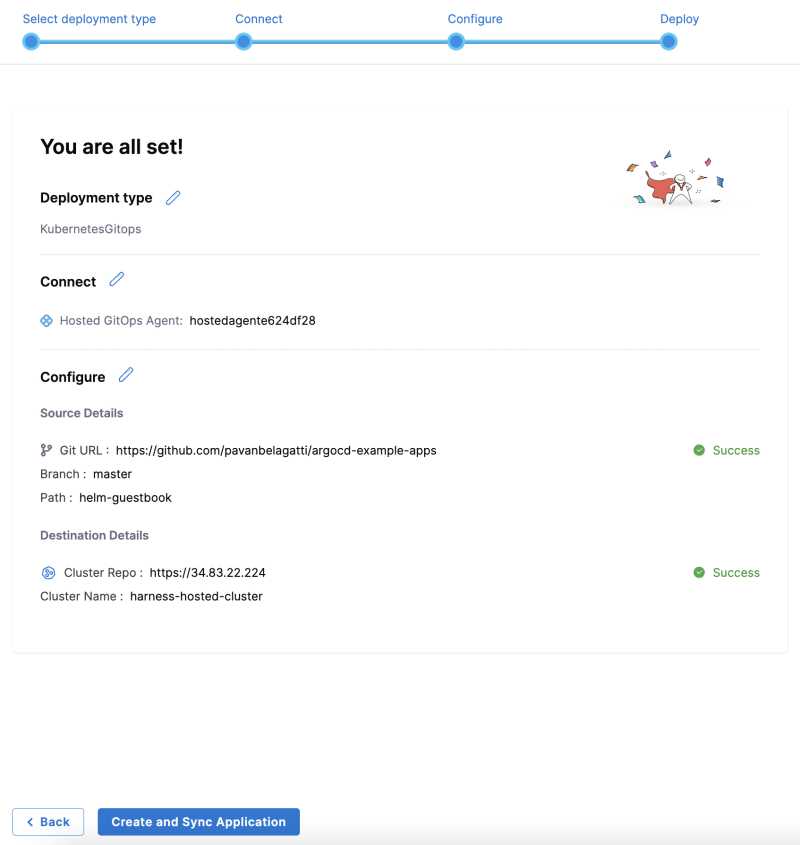 Select deployment type Connect Configure Deploy
You are all set!
Deployment type
KubernetesGitops
Connect
Hosted GitOps Agent: hostedagente624df28
Configure
Source Details
Git URL : https://github.com/pavanbelagatti/argocd-example-apps Success
Branch : master
Path : helm-guestbook
Destination Details
Cluster Repo : https://34.83.22.224 Success
Cluster Name : harness-hosted-cluster
Back Create and Sync Application